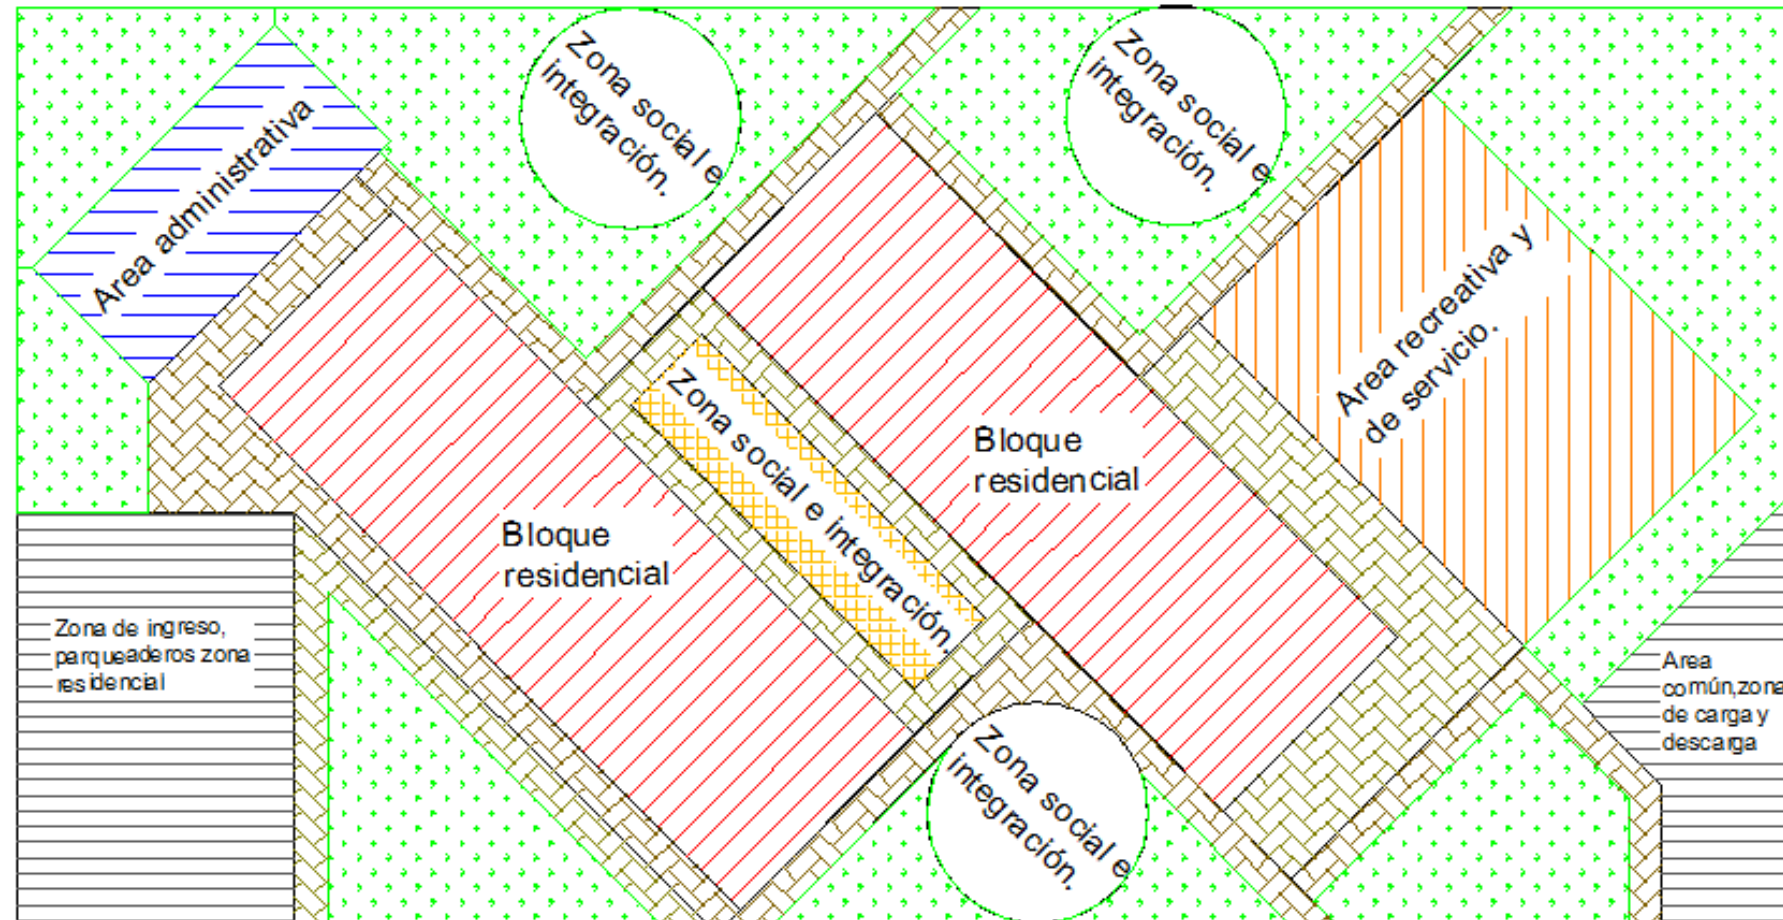 Zona social e
integración.
Zona social e
integración.
Area administrativa
Area recreativa y
de servicio.
Zona social e integración.
Bloque
residencial
Bloque
residencial
Zona de ingreso,
parqueaderos zona
residencial
Area
común,zona
de carga y
descarga
Zona social e
integración.